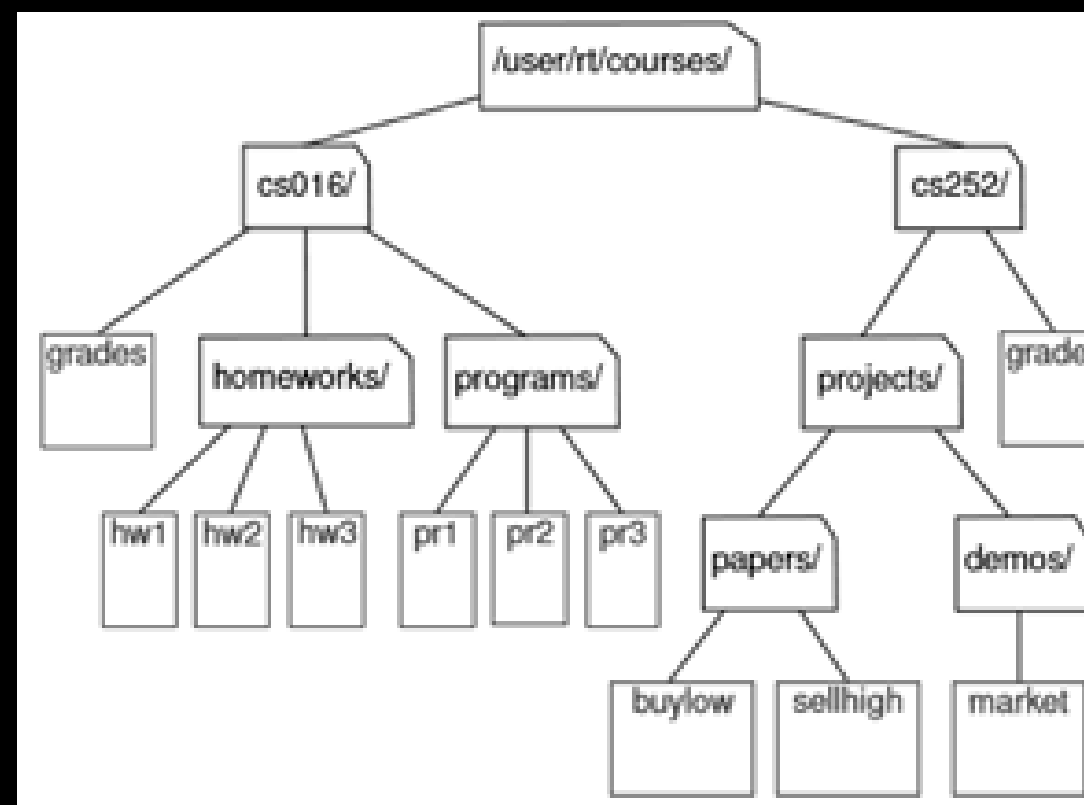 /user/rt/courses/
cs016/
cs252/
grades
homeworks/
programs/
projects/
grade
hw1
hw2
hw3
pr1
pr2
pr3
papers/
demos/
buylow
sellhigh
market